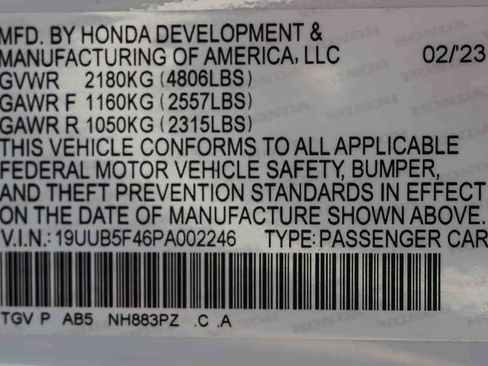 MFD. BY HONDA DEVELOPMENT &
MANUFACTURING OF AMERICA, LLC 02/'23
GVWR 2180KG (4806LBS)
GAWR F 1160KG (2557LBS)
GAWR R 1050KG (2315LBS)
THIS VEHICLE CONFORMS TO ALL APPLICABLE
FEDERAL MOTOR VEHICLE SAFETY, BUMPER,
AND THEFT PREVENTION STANDARDS IN EFFECT
ON THE DATE OF MANUFACTURE SHOWN ABOVE.
V.I.N.: 19UUB5F46PA002246 TYPE: PASSENGER CAR
TGV P AB5 NH883PZ .C .A